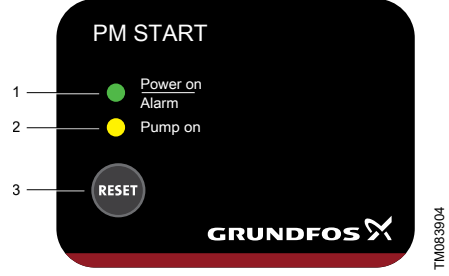 PM START
1
Power on
Alarm
2
Pump on
3
RESET
GRUNDFOS
TM083904